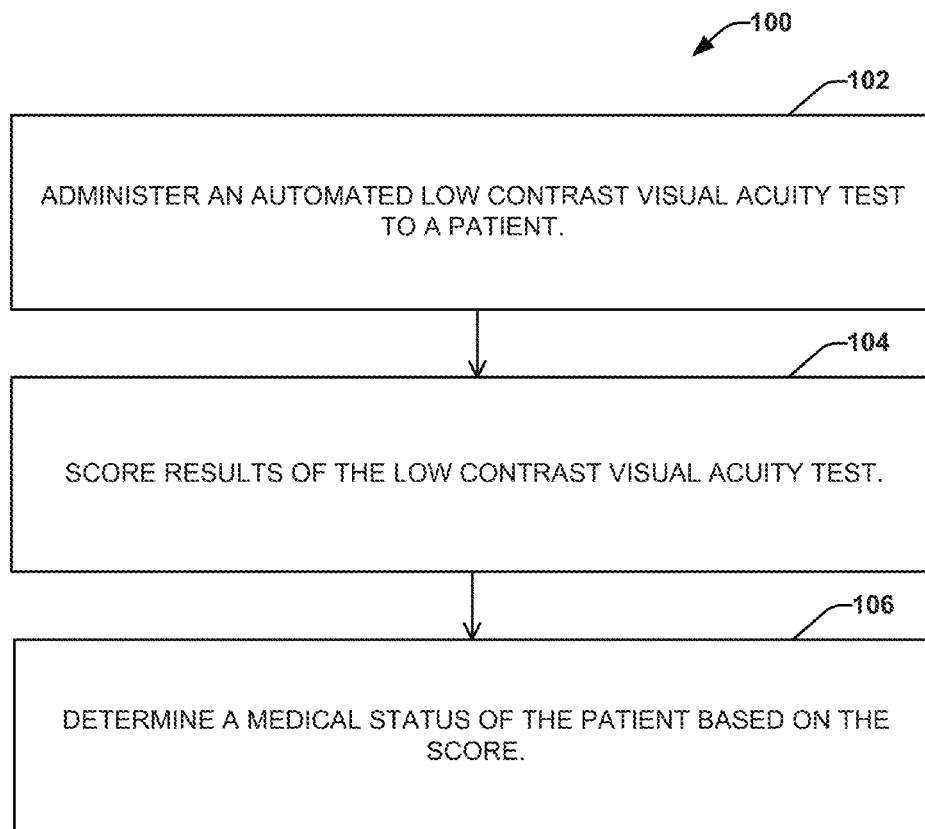 100
102
ADMINISTER AN AUTOMATED LOW CONTRAST VISUAL ACUITY TEST
TO A PATIENT.
104
SCORE RESULTS OF THE LOW CONTRAST VISUAL ACUITY TEST.
106
DETERMINE A MEDICAL STATUS OF THE PATIENT BASED ON THE
SCORE.